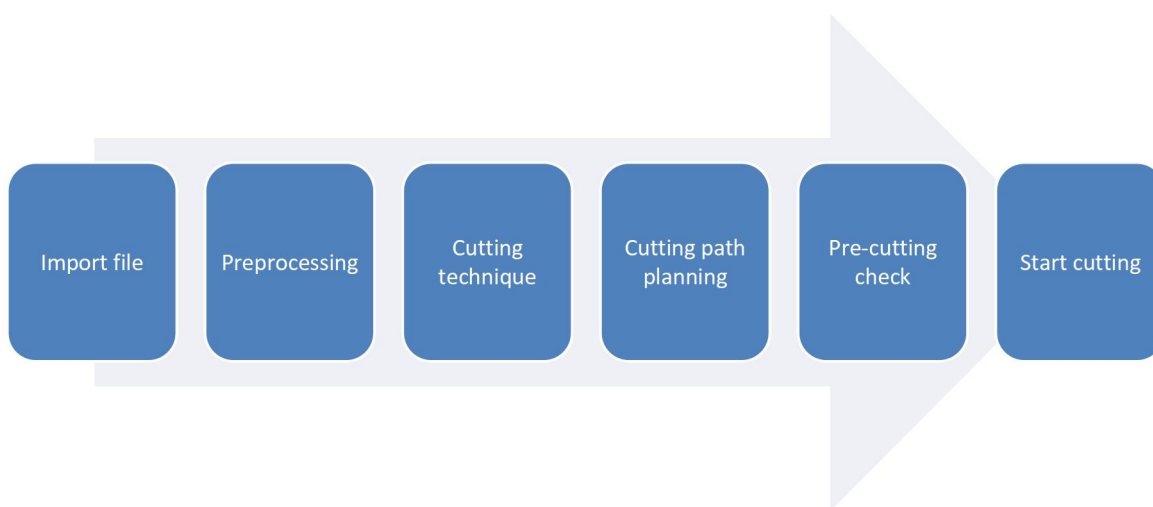 Import file
Preprocessing
Cutting
technique
Cutting path
planning
Pre-cutting
check
Start cutting